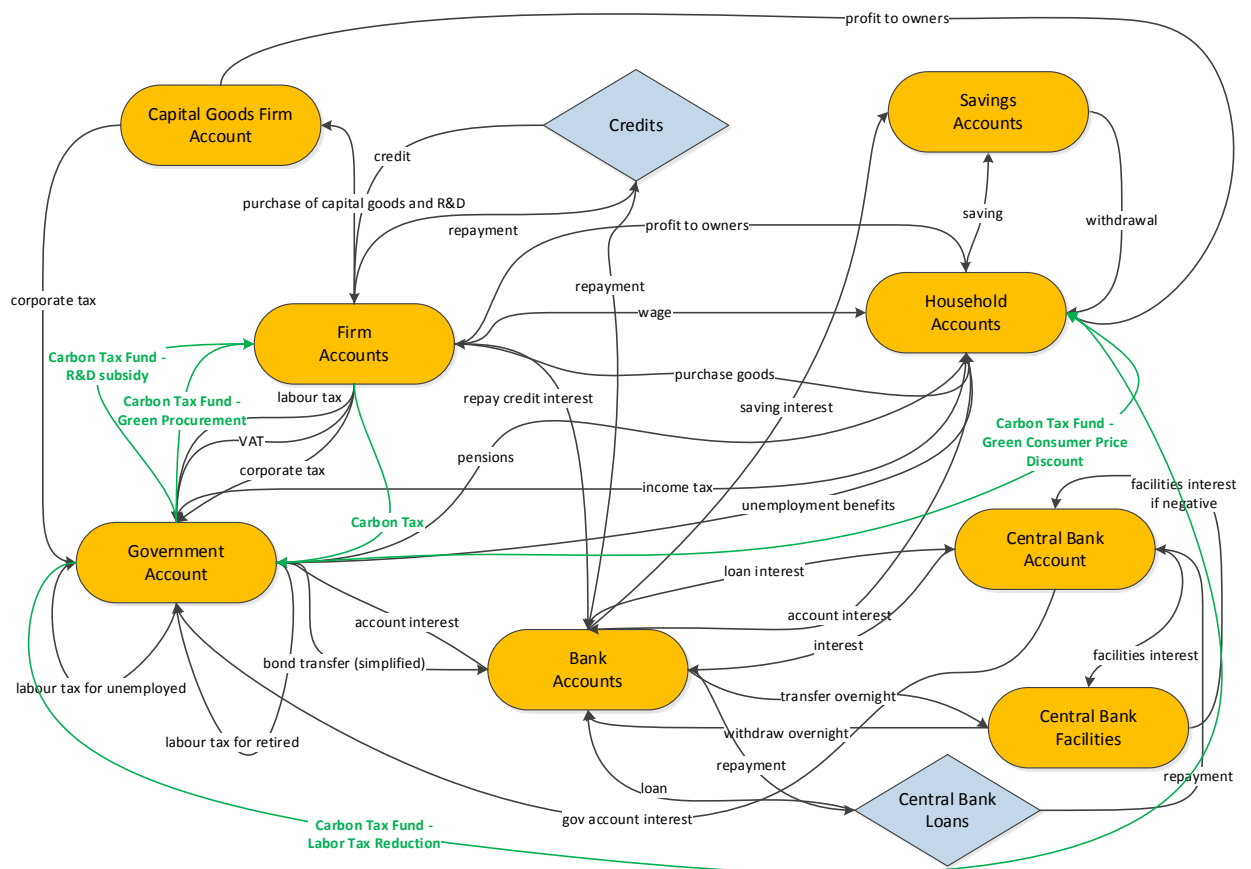 profit to owners
Capital Goods Firm
Account
Credits
Savings
Accounts
credit
purchase of capital goods and R&D
repayment
saving
withdrawal
profit to owners
repayment
corporate tax
Household
Accounts
wage
Firm
Accounts
Carbon Tax Fund -
R&D subsidy
Carbon Tax Fund -
Green Procurement
labour tax
VAT
corporate tax
repay credit interest
purchase goods
saving interest
pensions
Carbon Tax Fund -
Green Consumer Price
Discount
income tax
unemployment benefits
facilities interest
if negative
Carbon Tax
Government
Account
Central Bank
Account
loan interest
account interest
account interest
interest
bond transfer (simplified)
Bank
Accounts
facilities interest
labour tax for unemployed
transfer overnight
labour tax for retired
withdraw overnight
Central Bank
Facilities
repayment
repayment
loan
Central Bank
Loans
gov account interest
Carbon Tax Fund -
Labor Tax Reduction